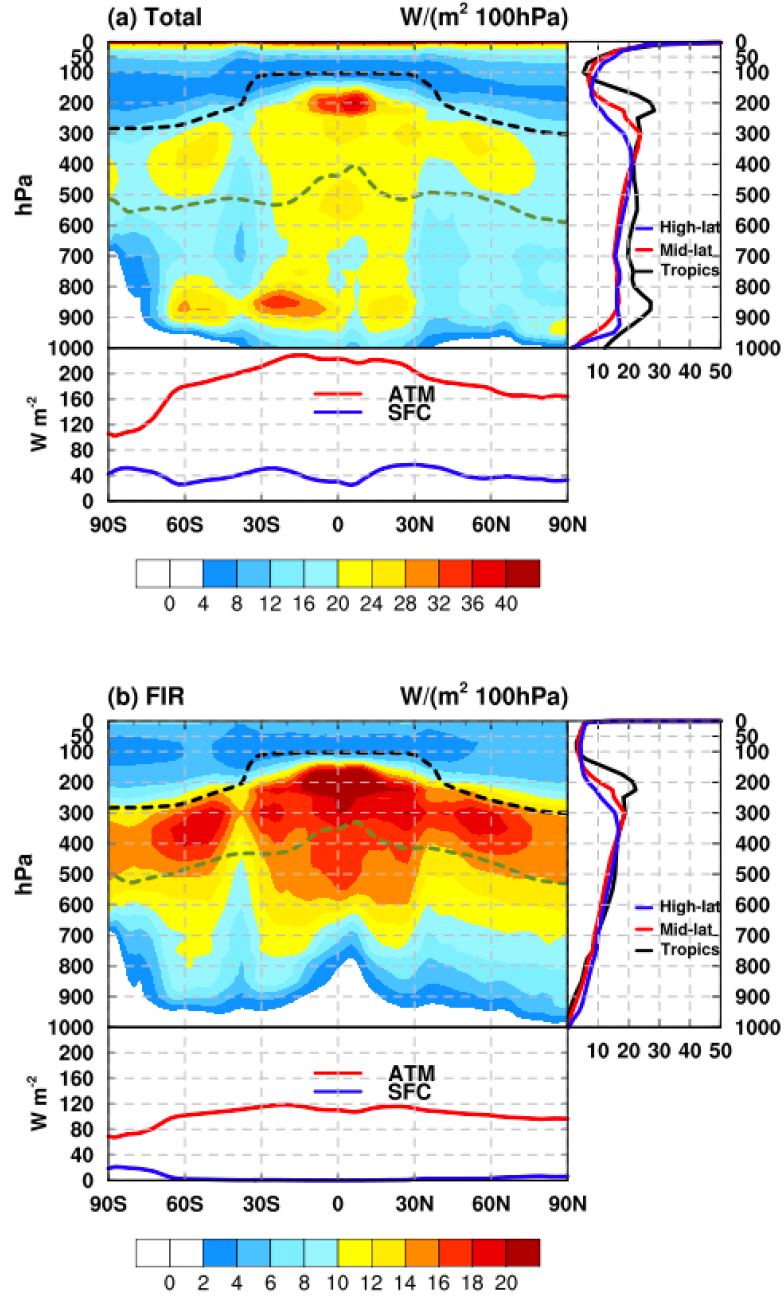 (a) Total W/(m² 100hPa)
0
50
100
200
300
400
500
600
700
800
900
1000
hPa
High-lat
Mid-lat
Tropics
0
50
100
200
300
400
500
600
700
800
900
1000
10 20 30 40 50
200
160
120
80
40
0
W m⁻²
ATM
SFC
90S 60S 30S 0 30N 60N 90N
0 4 8 12 16 20 24 28 32 36 40
(b) FIR W/(m² 100hPa)
0
50
100
200
300
400
500
600
700
800
900
1000
hPa
High-lat
Mid-lat
Tropics
0
50
100
200
300
400
500
600
700
800
900
1000
10 20 30 40 50
200
160
120
80
40
0
W m⁻²
ATM
SFC
90S 60S 30S 0 30N 60N 90N
0 2 4 6 8 10 12 14 16 18 20